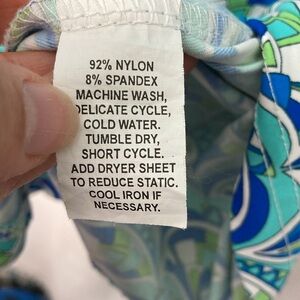 92% NYLON
8% SPANDEX
MACHINE WASH,
DELICATE CYCLE,
COLD WATER.
TUMBLE DRY,
SHORT CYCLE.
ADD DRYER SHEET
TO REDUCE STATIC.
COOL IRON IF
NECESSARY.